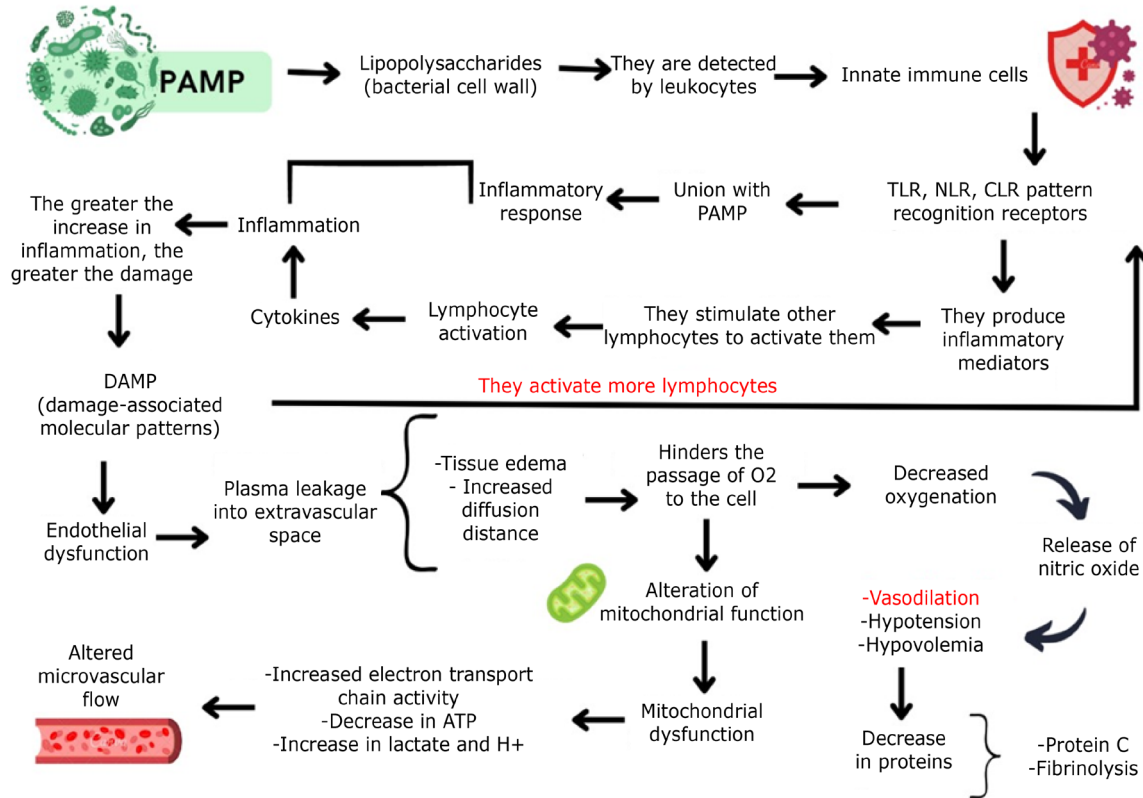 PAMP
Lipopolysaccharides
(bacterial cell wall)
They are detected
by leukocytes
Innate immune cells
TLR, NLR, CLR pattern
recognition receptors
Union with
PAMP
Inflammatory
response
Inflammation
The greater the
increase in
inflammation, the
greater the damage
They produce
inflammatory
mediators
They stimulate other
lymphocytes to activate them
Lymphocyte
activation
Cytokines
They activate more lymphocytes
DAMP
(damage-associated
molecular patterns)
Endothelial
dysfunction
Plasma leakage
into extravascular
space
-Tissue edema
- Increased
diffusion
distance
Hinders the
passage of O2
to the cell
Decreased
oxygenation
Release of
nitric oxide
-Vasodilation
-Hypotension
-Hypovolemia
Decrease
in proteins
-Protein C
-Fibrinolysis
Alteration of
mitochondrial function
Mitochondrial
dysfunction
-Increased electron transport
chain activity
-Decrease in ATP
-Increase in lactate and H+
Altered
microvascular
flow